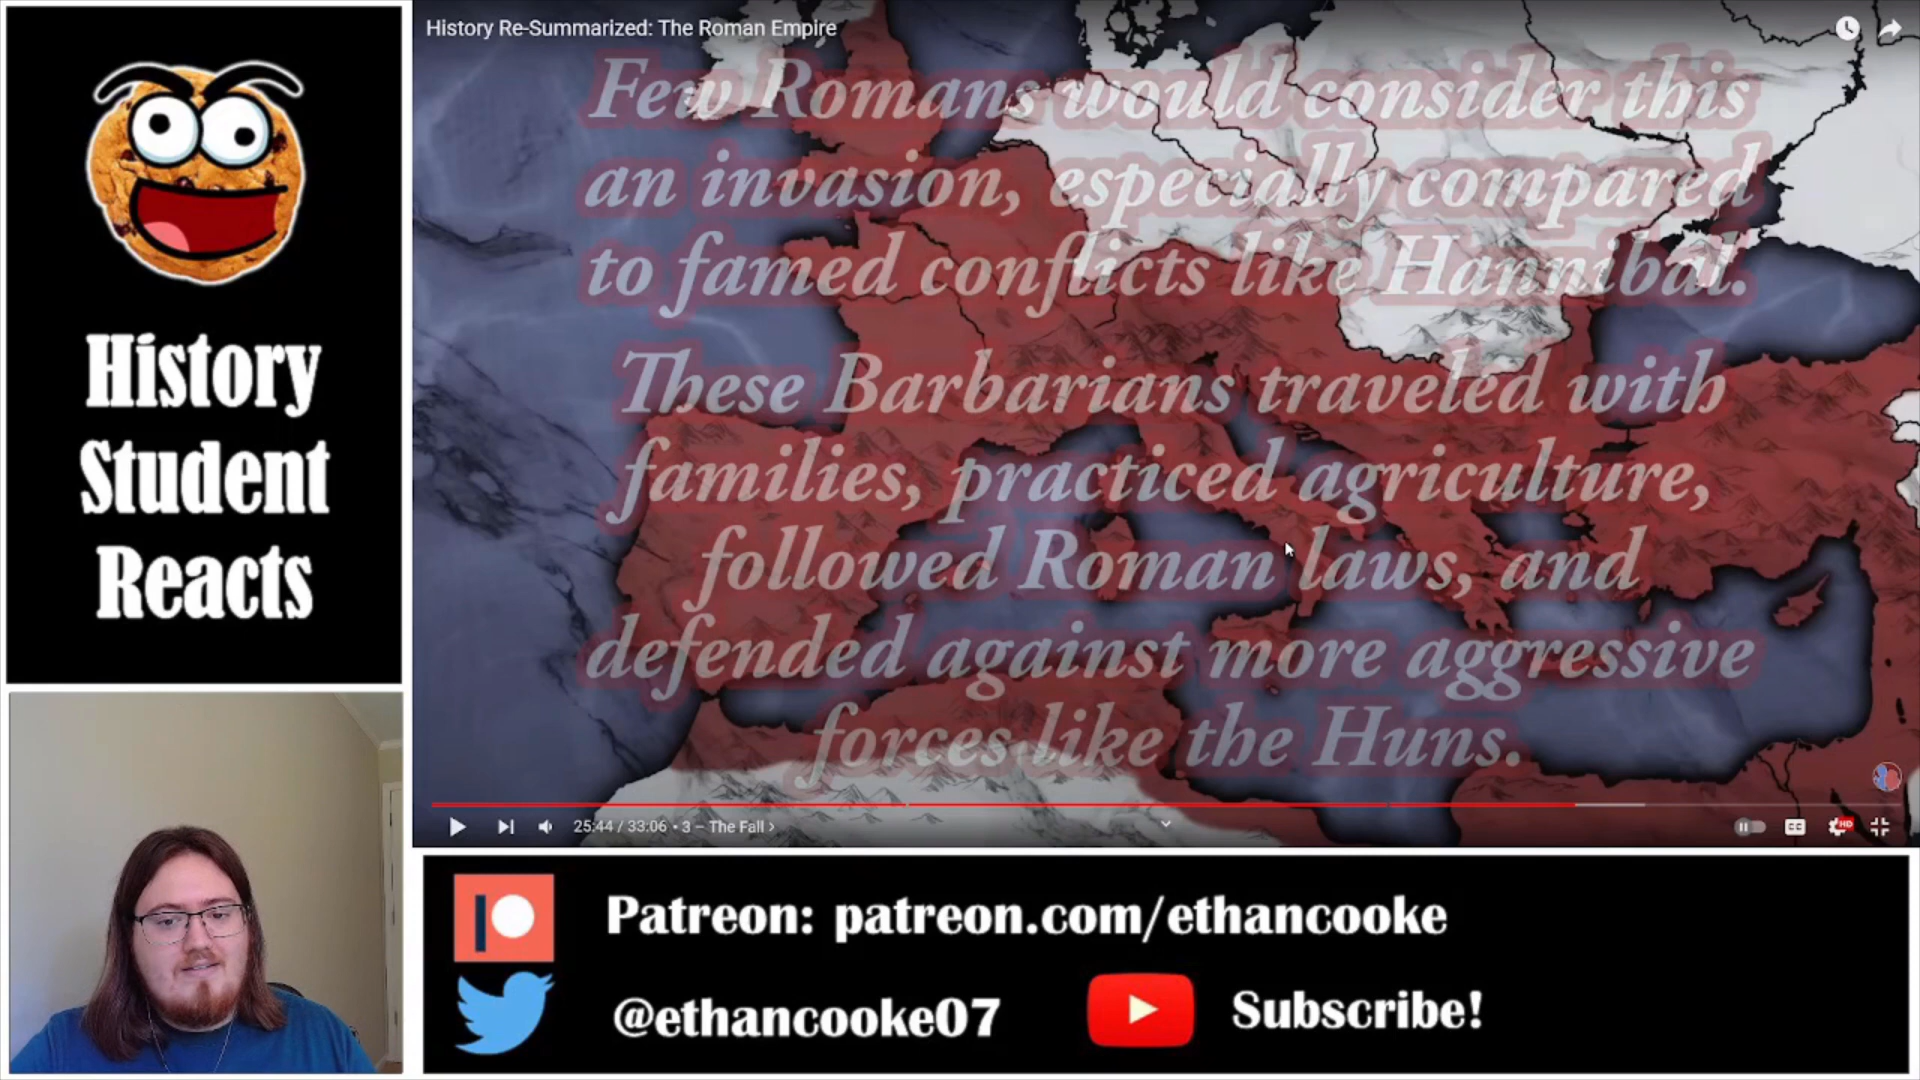 History
Student
Reacts
History Re-Summarized: The Roman Empire
Few Romans would consider this
an invasion, especially compared
to famed conflicts like Hannibal.
These Barbarians traveled with
families, practiced agriculture,
followed Roman laws, and
defended against more aggressive
forces like the Huns.
25:44 / 33:06 • 3 – The Fall ›
CC
HD
Patreon: patreon.com/ethancooke
@ethancooke07
Subscribe!